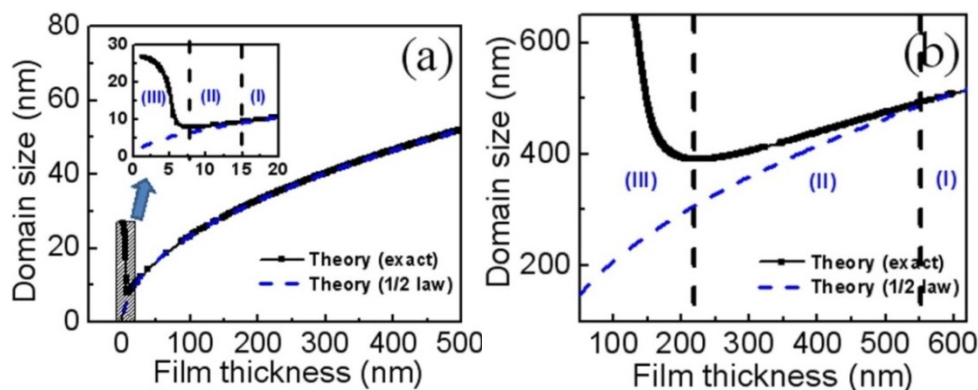 (a)
80
60
40
20
0
Domain size (nm)
30
20
10
0
(III)
(II)
(I)
0 5 10 15 20
Theory (exact)
Theory (1/2 law)
0 100 200 300 400 500
Film thickness (nm)
(b)
600
400
200
Domain size (nm)
(III)
(II)
(I)
Theory (exact)
Theory (1/2 law)
100 200 300 400 500 600
Film thickness (nm)